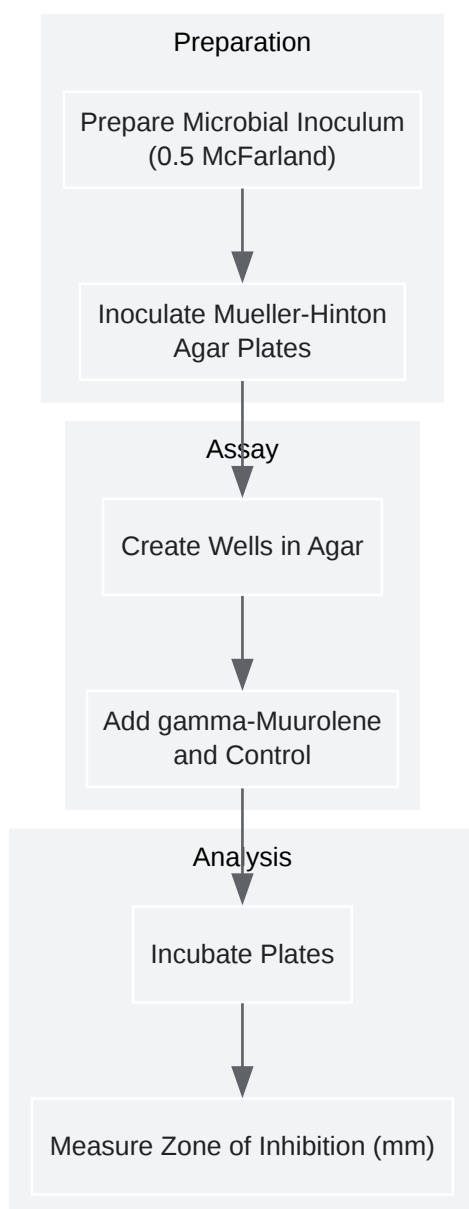 Preparation
Prepare Microbial Inoculum
(0.5 McFarland)
Inoculate Mueller-Hinton
Agar Plates
Assay
Create Wells in Agar
Add gamma-Muurolene
and Control
Analysis
Incubate Plates
Measure Zone of Inhibition (mm)